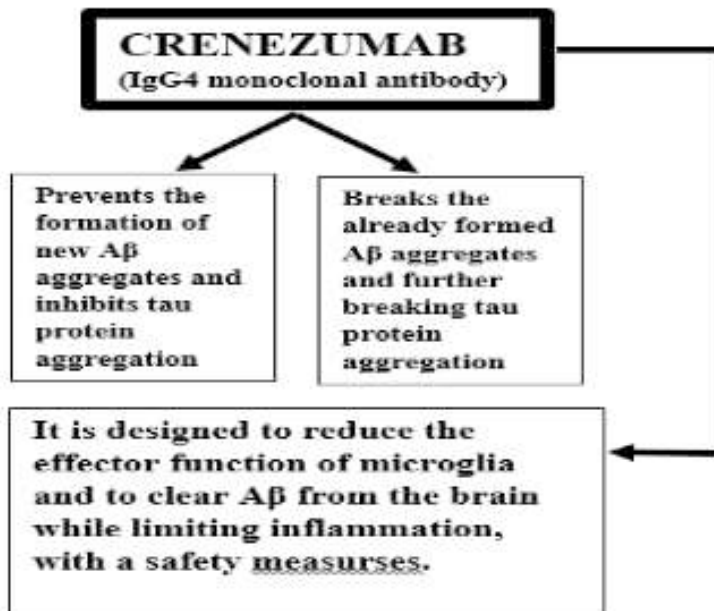 CRENEZUMAB
(IgG4 monoclonal antibody)
Prevents the
formation of
new Aβ
aggregates and
inhibits tau
protein
aggregation
Breaks the
already formed
Aβ aggregates
and further
breaking tau
protein
aggregation
It is designed to reduce the
effector function of microglia
and to clear Aβ from the brain
while limiting inflammation,
with a safety measurses.